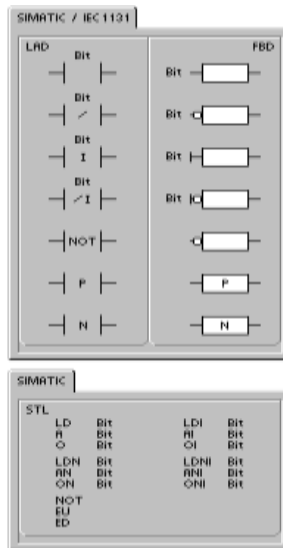 SIMATIC / IEC 1131
LAD FBD
Bit
Bit
Bit
/
Bit
Bit
I
Bit
Bit
/I
Bit
NOT
P P
N N
SIMATIC
STL
LD Bit LDI Bit
A Bit AI Bit
O Bit OI Bit
LDN Bit LDNI Bit
AN Bit ANI Bit
ON Bit ONI Bit
NOT
EU
ED